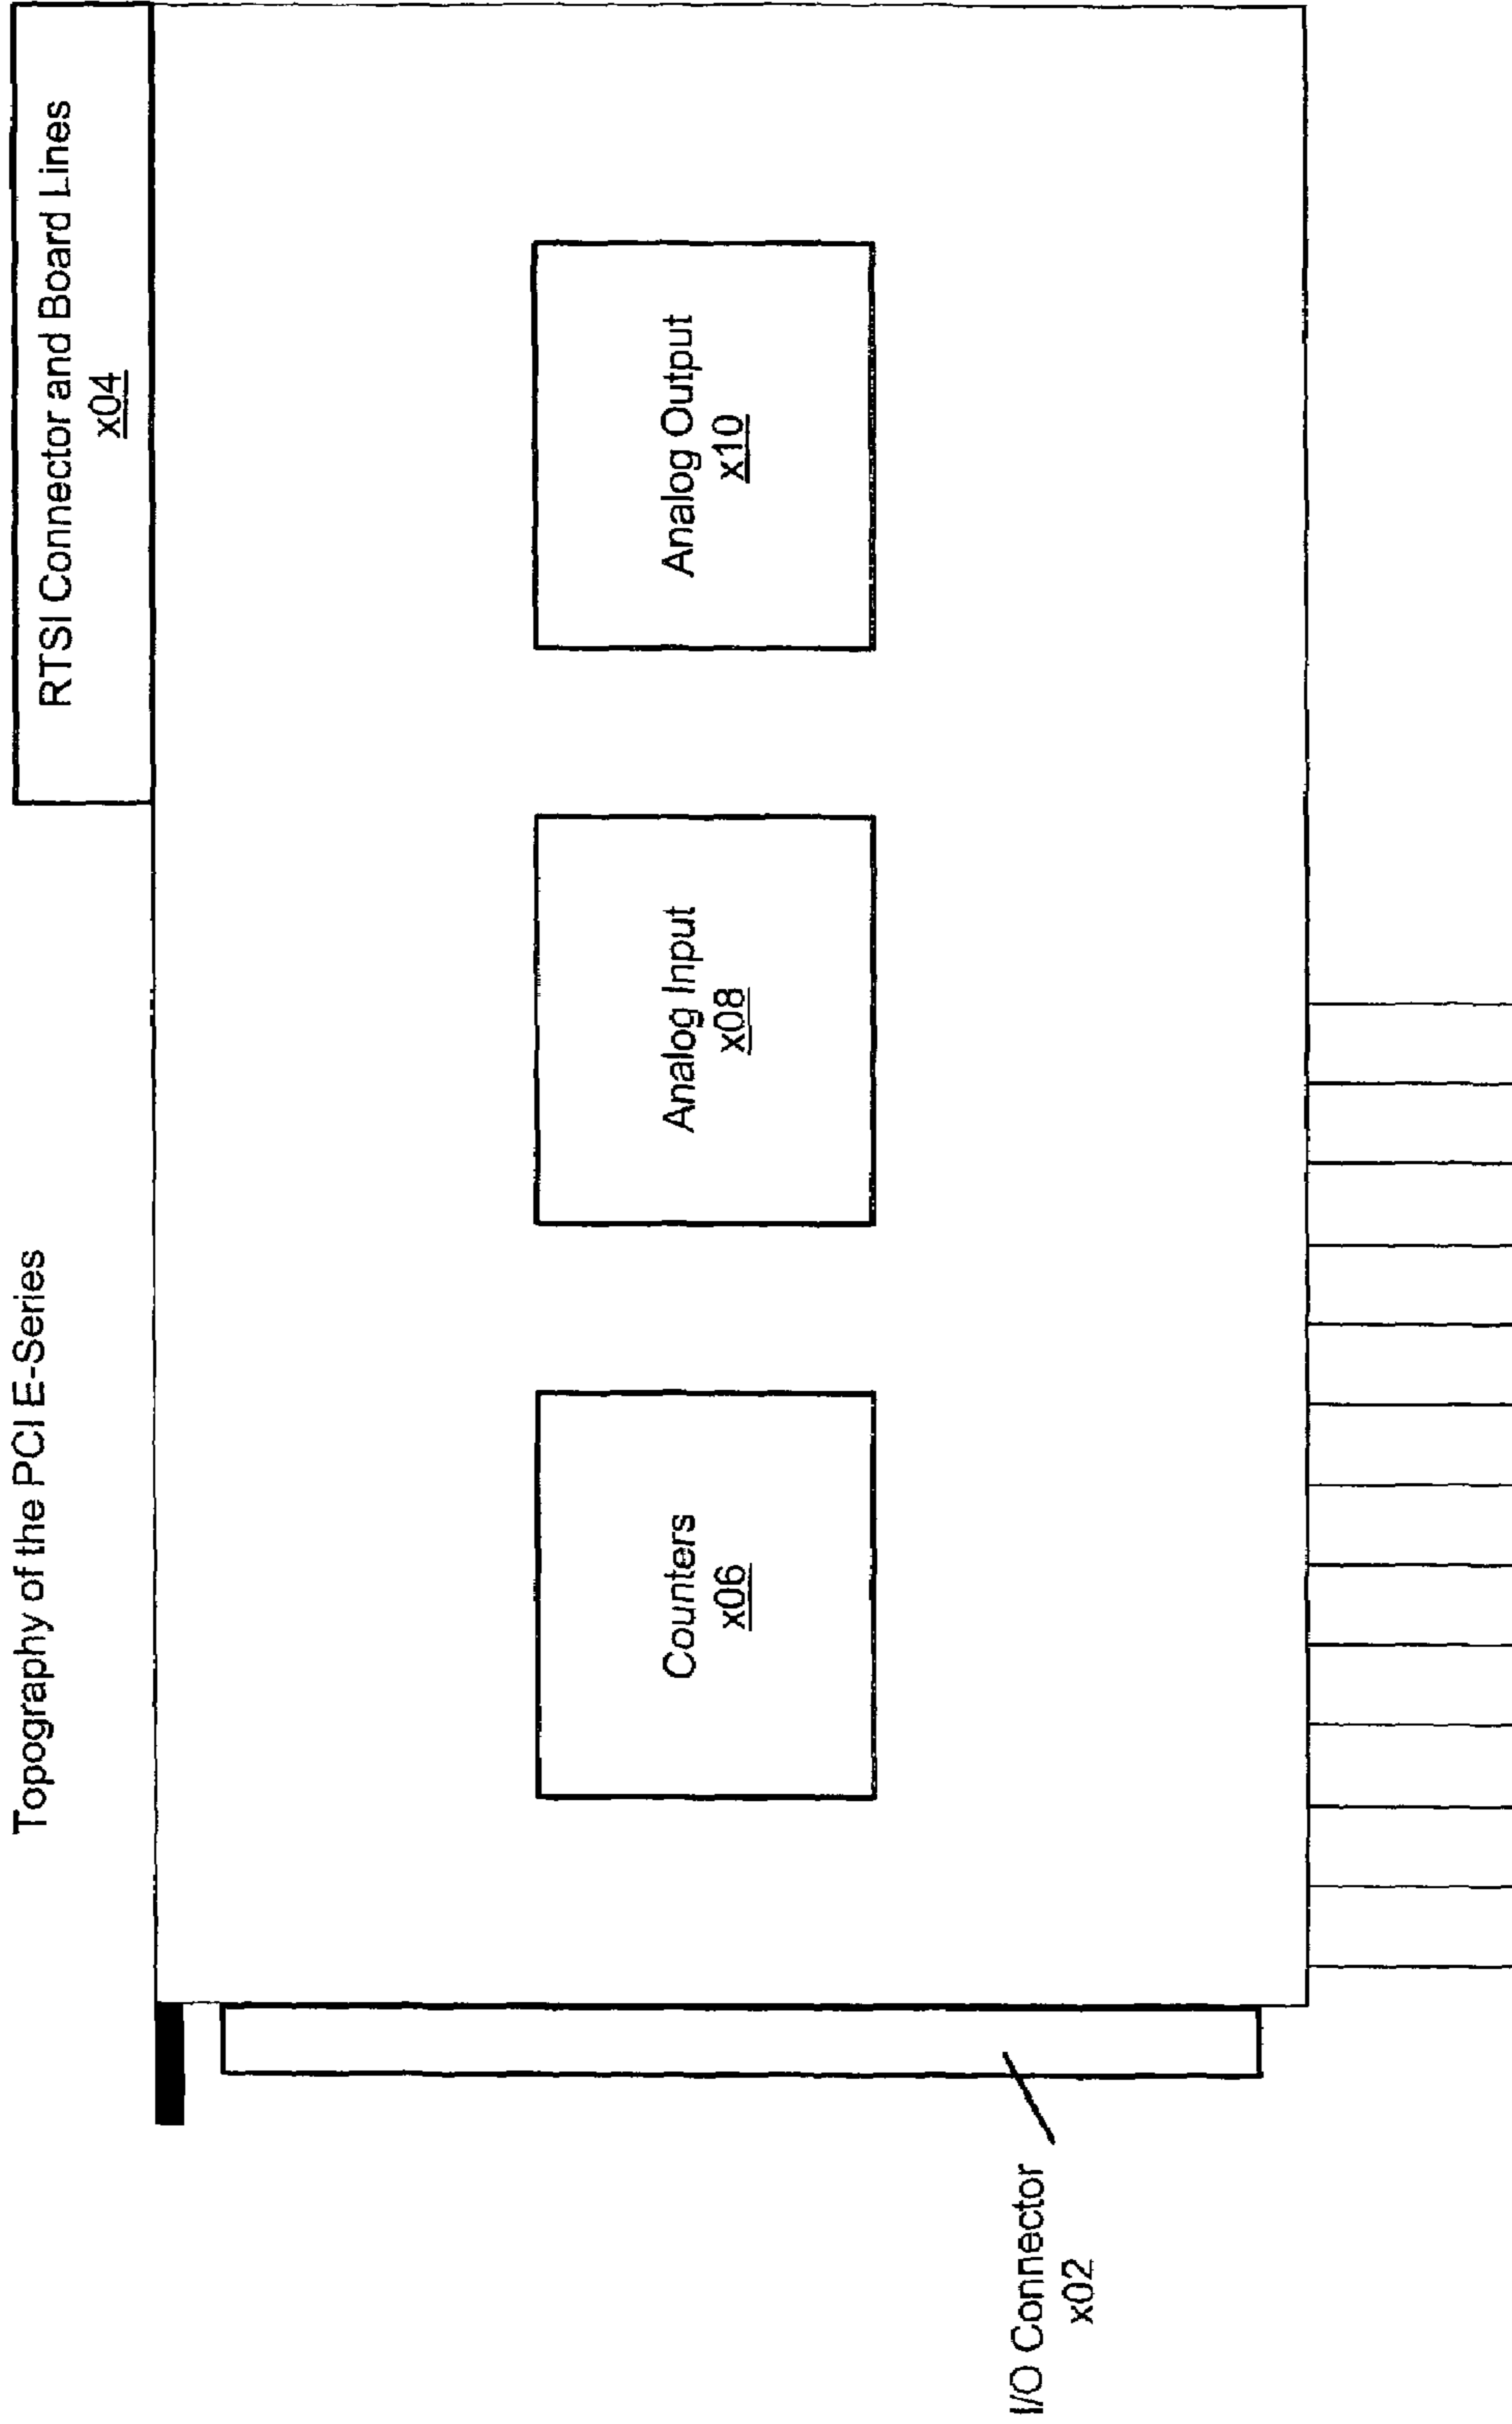 Topography of the PCI E-Series
RTSI Connector and Board Lines
x04
I/O Connector
x02
Counters
x06
Analog Input
x08
Analog Output
x10